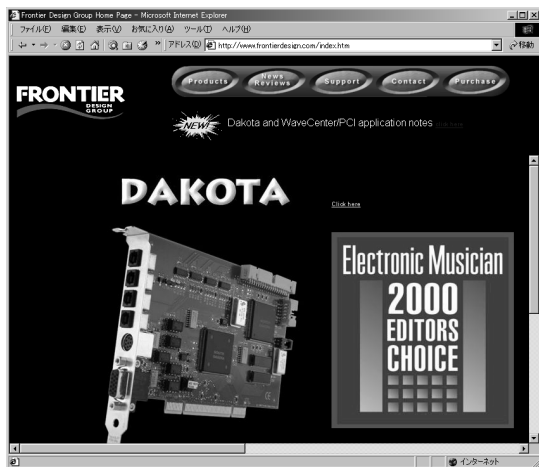 Frontier Design Group Home Page - Microsoft Internet Explorer
ファイル(F) 編集(E) 表示(V) お気に入り(A) ツール(T) ヘルプ(H)
アドレス(D) http://www.frontierdesign.com/index.htm 移動
Products
News
Reviews
Support
Contact
Purchase
FRONTIER
DESIGN
GROUP
NEW!
Dakota and WaveCenter/PCI application notes click here
DAKOTA
Click here
Electronic Musician
2000
EDITORS
CHOICE
インターネット